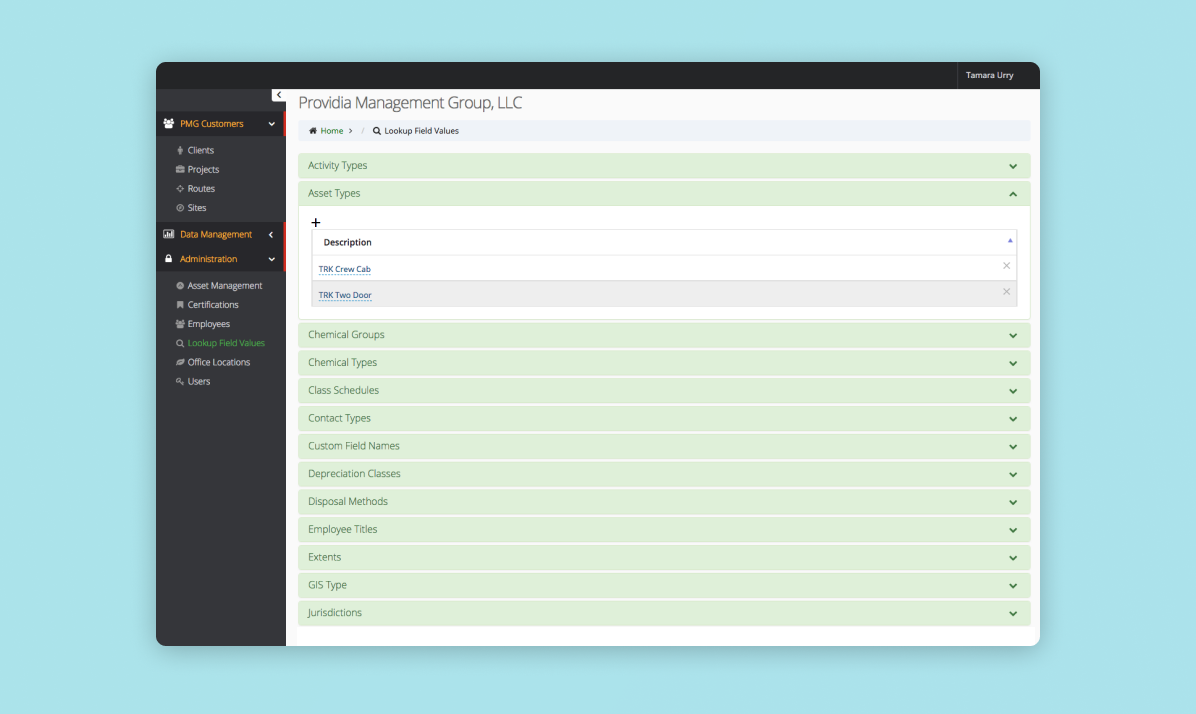 Tamara Urry
Providia Management Group, LLC
Home > / Lookup Field Values
PMG Customers
Clients
Projects
Routes
Sites
Data Management
Administration
Asset Management
Certifications
Employees
Lookup Field Values
Office Locations
Users
Activity Types
Asset Types
+
Description
TRK Crew Cab
TRK Two Door
Chemical Groups
Chemical Types
Class Schedules
Contact Types
Custom Field Names
Depreciation Classes
Disposal Methods
Employee Titles
Extents
GIS Type
Jurisdictions